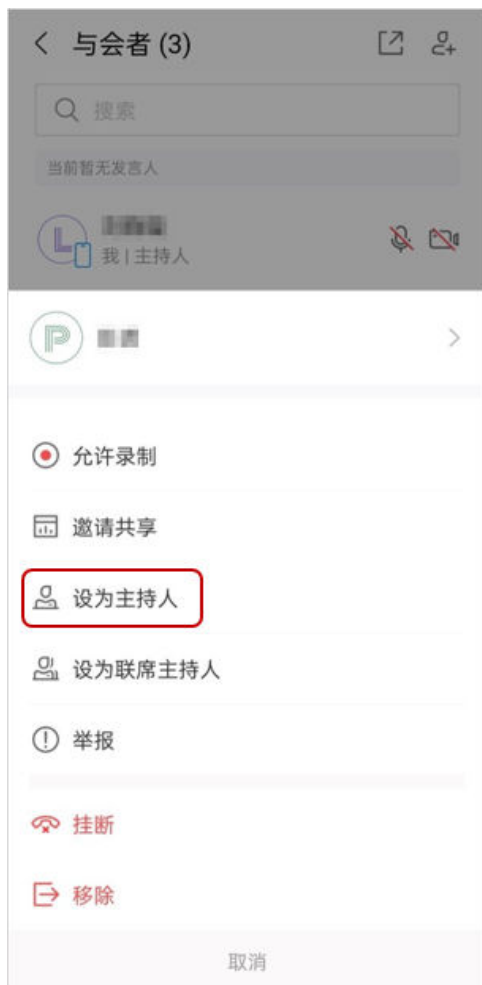 与会者 (3)
搜索
当前暂无发言人
L
我 | 主持人
P
允许录制
邀请共享
设为主持人
设为联席主持人
举报
挂断
移除
取消